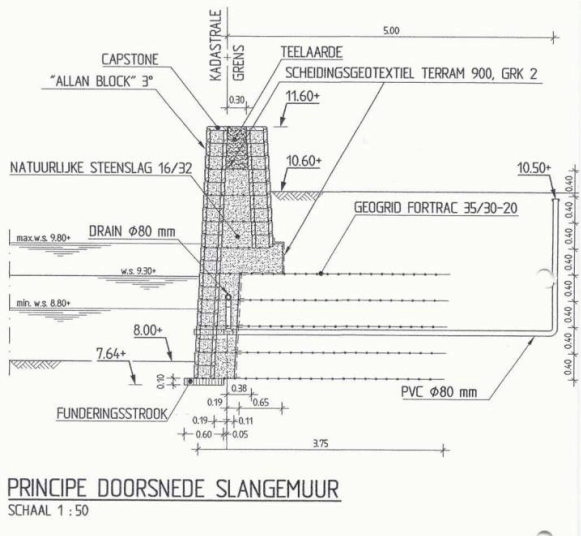 5.00
KADASTRALE
GRENS
TEELAARDE
CAPSTONE
SCHEIDINGSGEOTEXTIEL TERRAM 900, GRK 2
"ALLAN BLOCK" 3°
0.30
11.60+
10.60+
10.50+
NATUURLIJKE STEENSLAG 16/32
GEOGRID FORTRAC 35/30-20
DRAIN Φ80 mm
max.w.s. 9.80+
w.s. 9.30+
min. w.s. 8.80+
8.00+
7.64+
0.40
0.40
0.40
0.40
0.40
0.40
0.40
0.40
0.10
0.38
0.19
0.65
PVC Φ80 mm
FUNDERINGSSTROOK
0.19
0.11
0.60
0.05
3.75
PRINCIPE DOORSNEDE SLANGEMUUR
SCHAAL 1 : 50